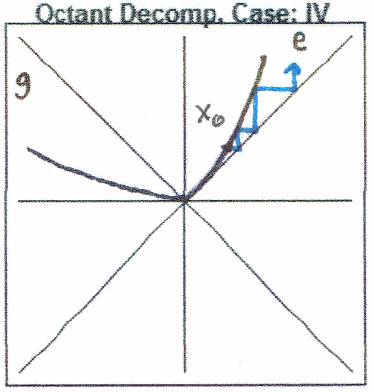 Octant Decomp. Case: IV
e
g
x₀